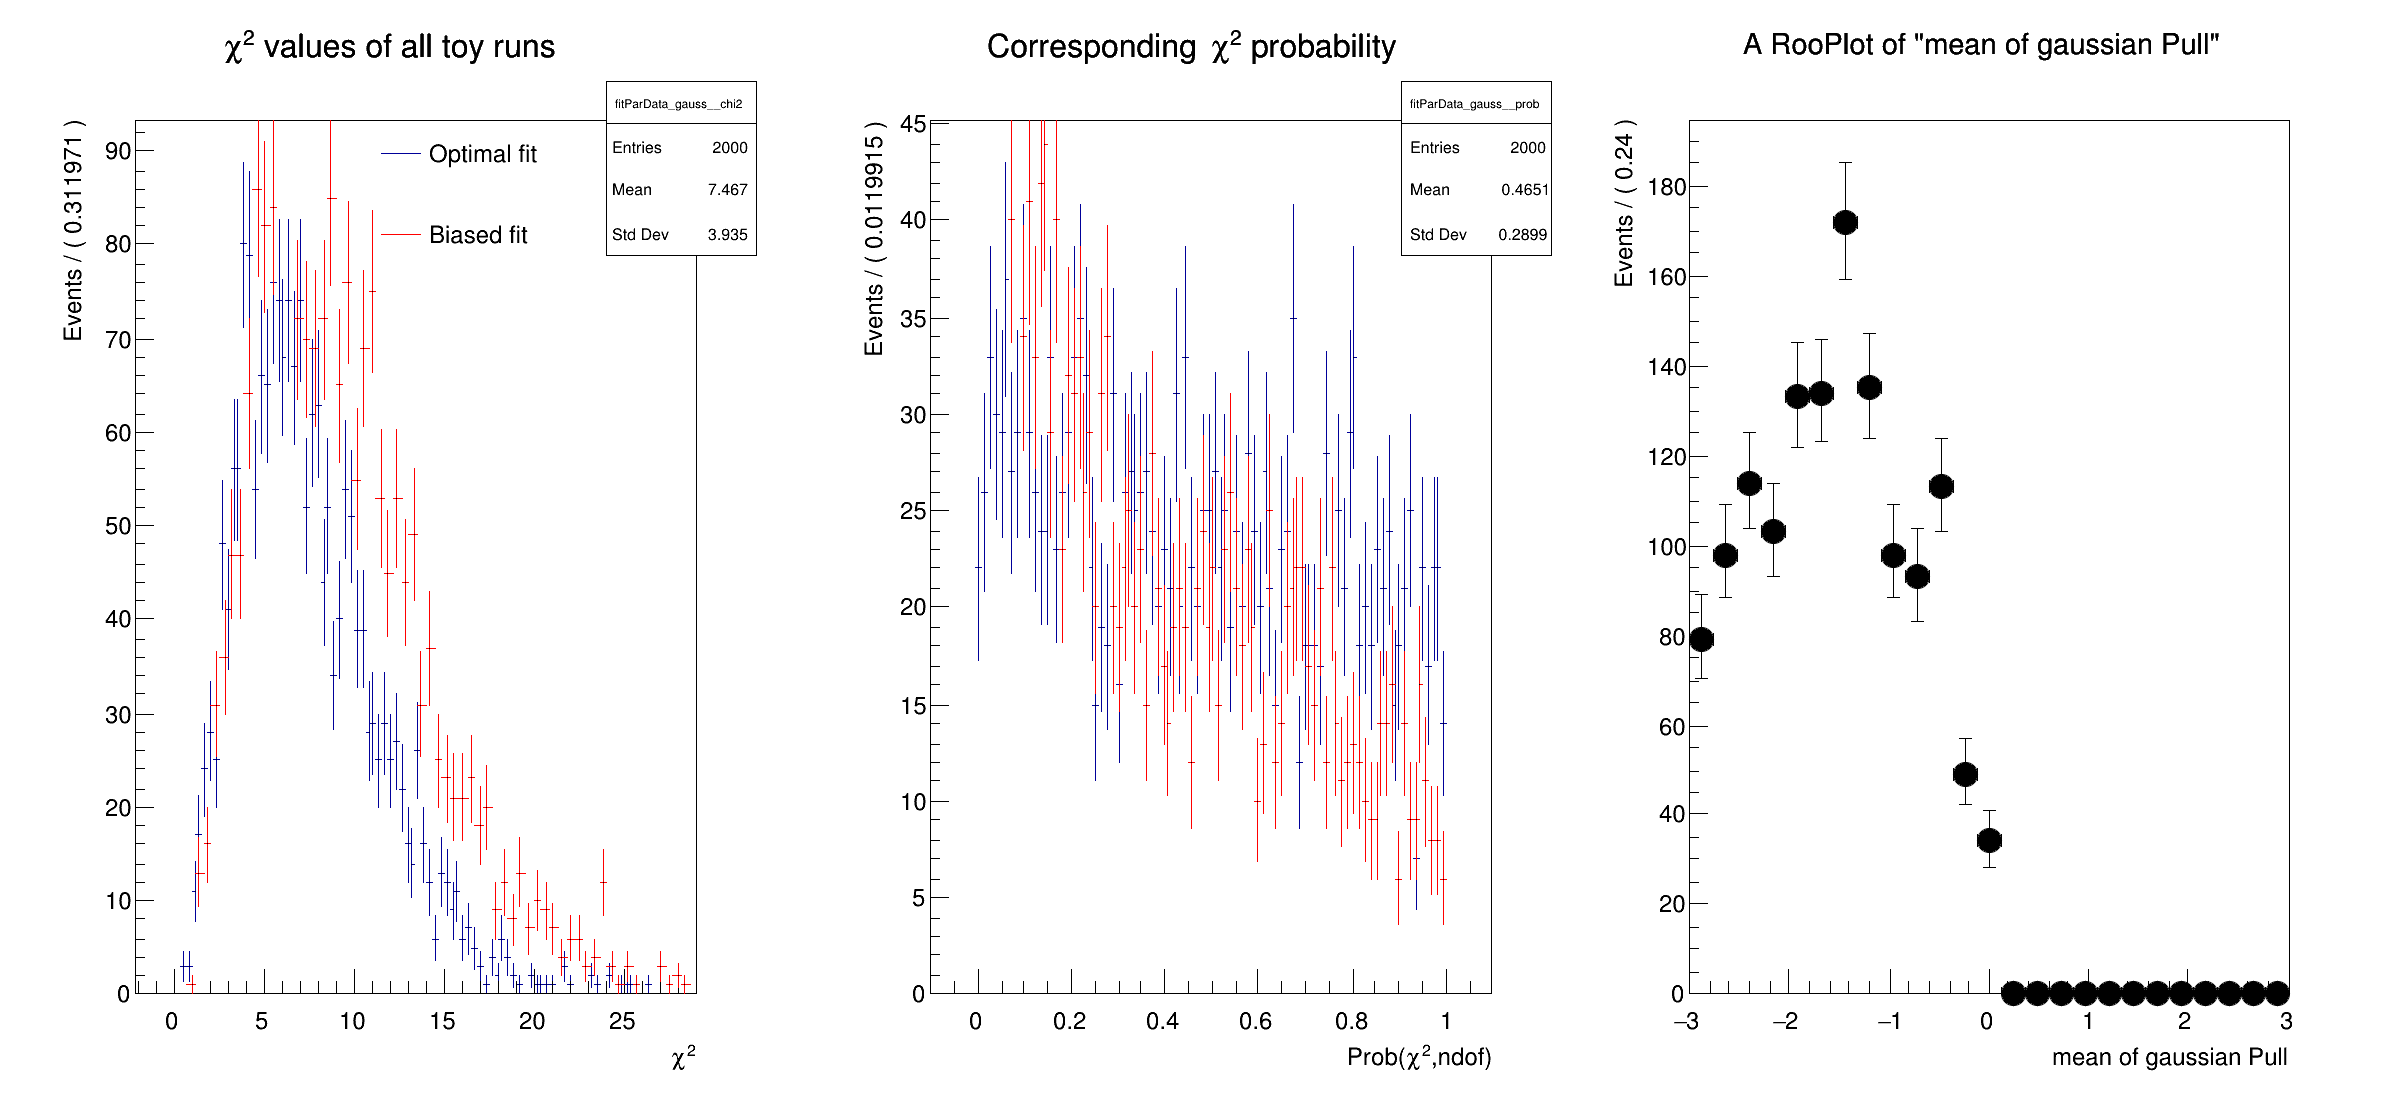 χ² values of all toy runs
Events / ( 0.311971 )
90
80
70
60
50
40
30
20
10
0
0 5 10 15 20 25
χ²
Optimal fit
Biased fit
fitParData_gauss__chi2
Entries 2000
Mean 7.467
Std Dev 3.935
Corresponding χ² probability
Events / ( 0.0119915 )
45
40
35
30
25
20
15
10
5
0
0 0.2 0.4 0.6 0.8 1
Prob(χ²,ndof)
fitParData_gauss__prob
Entries 2000
Mean 0.4651
Std Dev 0.2899
A RooPlot of "mean of gaussian Pull"
Events / ( 0.24 )
180
160
140
120
100
80
60
40
20
0
−3 −2 −1 0 1 2 3
mean of gaussian Pull